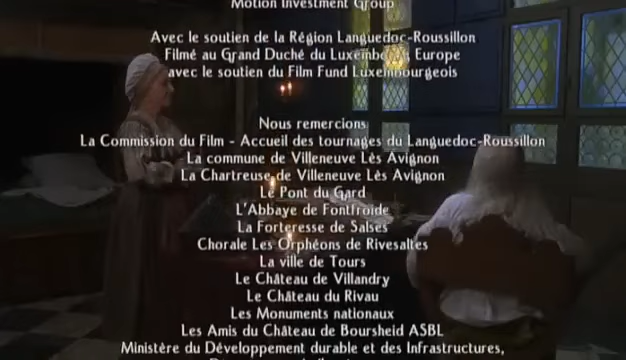 Motion Investment Group
Avec le soutien de la Région Languedoc-Roussillon
Filmé au Grand Duché du Luxembourg, Europe
avec le soutien du Film Fund Luxembourgeois
Nous remercions
La Commission du Film - Accueil des tournages du Languedoc-Roussillon
La commune de Villeneuve Lès Avignon
La Chartreuse de Villeneuve Lès Avignon
Le Pont du Gard
L'Abbaye de Fontfroide
La Forteresse de Salses
Chorale Les Orphéons de Rivesaltes
La ville de Tours
Le Château de Villandry
Le Château du Rivau
Les Monuments nationaux
Les Amis du Château de Boursheid ASBL
Ministère du Développement durable et des Infrastructures,